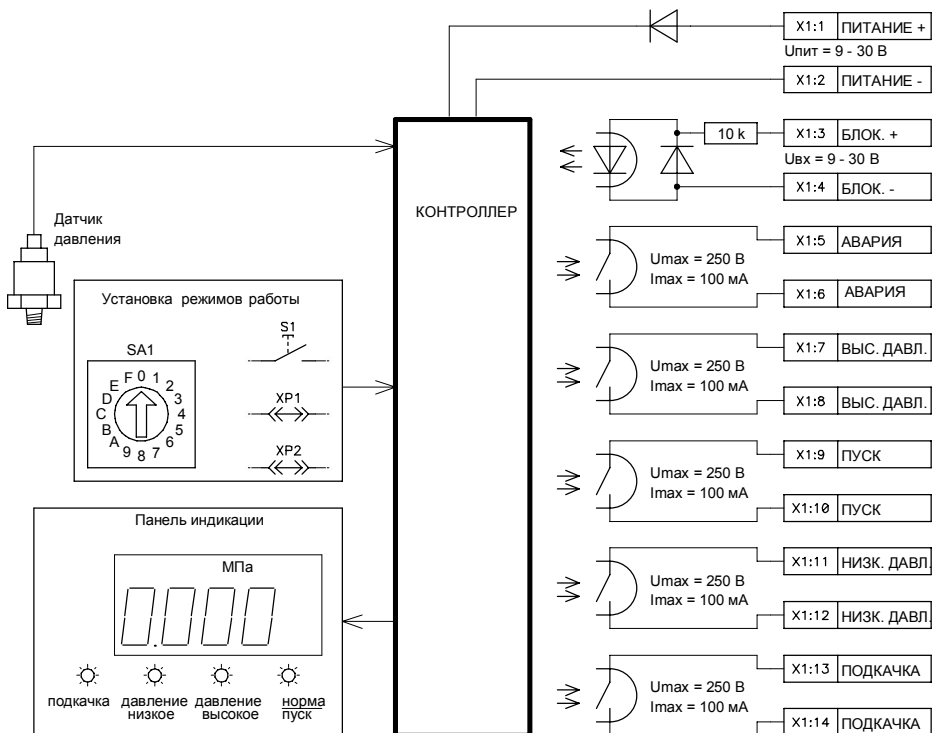 X1:1 ПИТАНИЕ +
Uпит = 9 - 30 В
X1:2 ПИТАНИЕ -
10 k
X1:3 БЛОК. +
Uвх = 9 - 30 В
X1:4 БЛОК. -
КОНТРОЛЛЕР
Датчик
давления
X1:5 АВАРИЯ
Umax = 250 В
Imax = 100 мА
X1:6 АВАРИЯ
Установка режимов работы
S1
SA1
F 0 1 2 3 4 5 6 7 8 9 A B C D E
XP1
XP2
X1:7 ВЫС. ДАВЛ.
Umax = 250 В
Imax = 100 мА
X1:8 ВЫС. ДАВЛ.
X1:9 ПУСК
Umax = 250 В
Imax = 100 мА
X1:10 ПУСК
Панель индикации
МПа
0.000
подкачка
давление
низкое
давление
высокое
норма
пуск
X1:11 НИЗК. ДАВЛ.
Umax = 250 В
Imax = 100 мА
X1:12 НИЗК. ДАВЛ.
X1:13 ПОДКАЧКА
Umax = 250 В
Imax = 100 мА
X1:14 ПОДКАЧКА